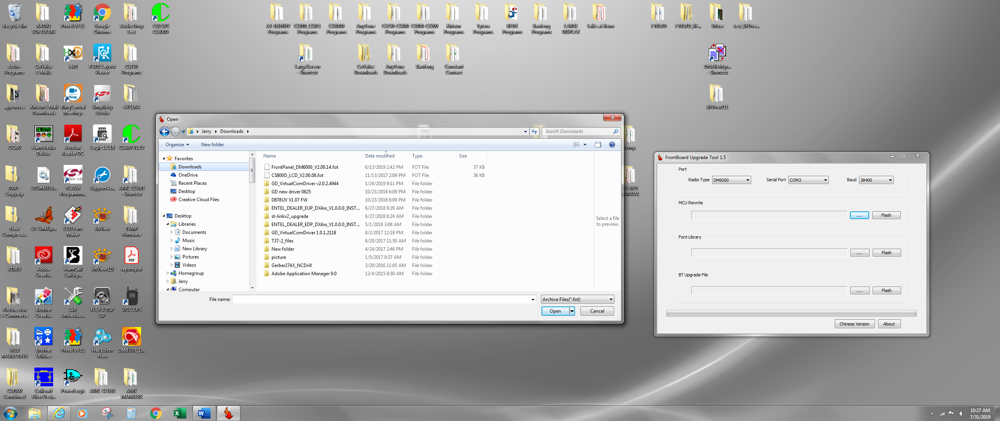 Recycle Bin
RADIO
SOFTWARE
Protel 99 SE
Google
Chrome
Audio Drop
Test
CSI CPS
CS800D
AT-D878UV
Programs
CS810_CS811
Programs
CS800D
Programs
AnyTone
Programs
CS750-CS800
Programs
CS100-CS200
Programs
Kirisun
Programs
Tytera
Programs
BFDX
Programs
Baofeng
Programs
LARGE
DISPLAY
Talks at Reno
FT857D
FT857D_BF...
Dfuse
test_BFDve...
Active
Programs
CoValue
E-Mails
HxD
HxD
PADS Layout
Viewer
CS720
Programs
LargeScreen
- Shortcut
CoValue
Downloads
AnyTone
Downloads
Baofeng
Constant
Contact
DfuFileMgr...
- Shortcut
app notes
Kirisun E Mail
Downloads
Ring
RingCentral
Meetings
Simplicity
Studio
EXCERA
BFDver111
CS580
14.070
Ham Radio
Deluxe
Acrobat
Reader DC
Logic 1.2.18
CS600 V1.19
temp
7000 -
Copy.zip
STLinkUSB...
FLASH
Programm...
SupportAs...
ARRL CLUBS
- Shortcut
S-BFD
ANUAL
New
Compress...
ST-LinkUp...
LCD Font
Maker
XnView
TEMP
Firmware
X108G
Adobe
Creati...
HamCall
Callsig...
XnView (2)
PDF
report.pdf
Pictures for
E-Commerce
Brother
Creati...
IAR
Embedde...
FLEX V DSP
SIP
JJCC CPS
WEB
MARKETING
Brother
Utilities
Protel 99 SE
Hex Editor
Neo
D868UVE_1...
CS7000
Combined
Coilcraft
Filter Desi...
&
PowerLogic
ARRL CLUBS
ARRL
MEMBERS
Open
Jerry
Downloads
Search Downloads
Organize
New folder
Favorites
Downloads
OneDrive
Recent Places
Desktop
Creative Cloud Files
Desktop
Libraries
Documents
Music
New Library
Pictures
Videos
Homegroup
Jerry
Computer
Name Date modified Type Size
FrontPanel_DM6000_V2.00.14.fot 6/13/2019 2:42 PM FOT File 37 KB
CS800D_LCD_V2.00.08.fot 11/13/2017 2:09 PM FOT File 36 KB
GD_VirtualComDriver v2.0.2.4944 1/24/2019 9:11 PM File folder
GD new driver 0825 10/23/2018 6:09 PM File folder
D878UV V1.07 FW 10/23/2018 6:09 PM File folder
ENTEL_DEALER_EUP_DX4xx_V1.0.0.0_INST... 6/27/2018 9:20 AM File folder
st-linkv2_upgrade 6/27/2018 8:24 AM File folder
ENTEL_DEALER_EDP_DX4xx_V1.0.0.0_INST... 5/1/2018 3:08 AM File folder
GD_VirtualComDriver 1.0.1.2118 8/2/2017 12:18 PM File folder
T37-2_files 6/20/2017 11:50 AM File folder
New folder 4/24/2017 2:46 PM File folder
picture 1/5/2017 9:37 AM File folder
Gerber274X_NCDrill 3/29/2016 11:05 AM File folder
Adobe Application Manager 9.0 12/4/2015 8:50 AM File folder
Select a file
to preview.
File name:
Archive Files(*.fot)
Open
Cancel
FrontBoard Upgrade Tool 1.5
Port
Radio Type DM6000 Serial Port COM3 Baud 38400
MCU Rewrite
.... Flash
Font Library
.... Flash
BT Upgrade File
.... Flash
Chinese Version About
10:27 AM
7/31/2019